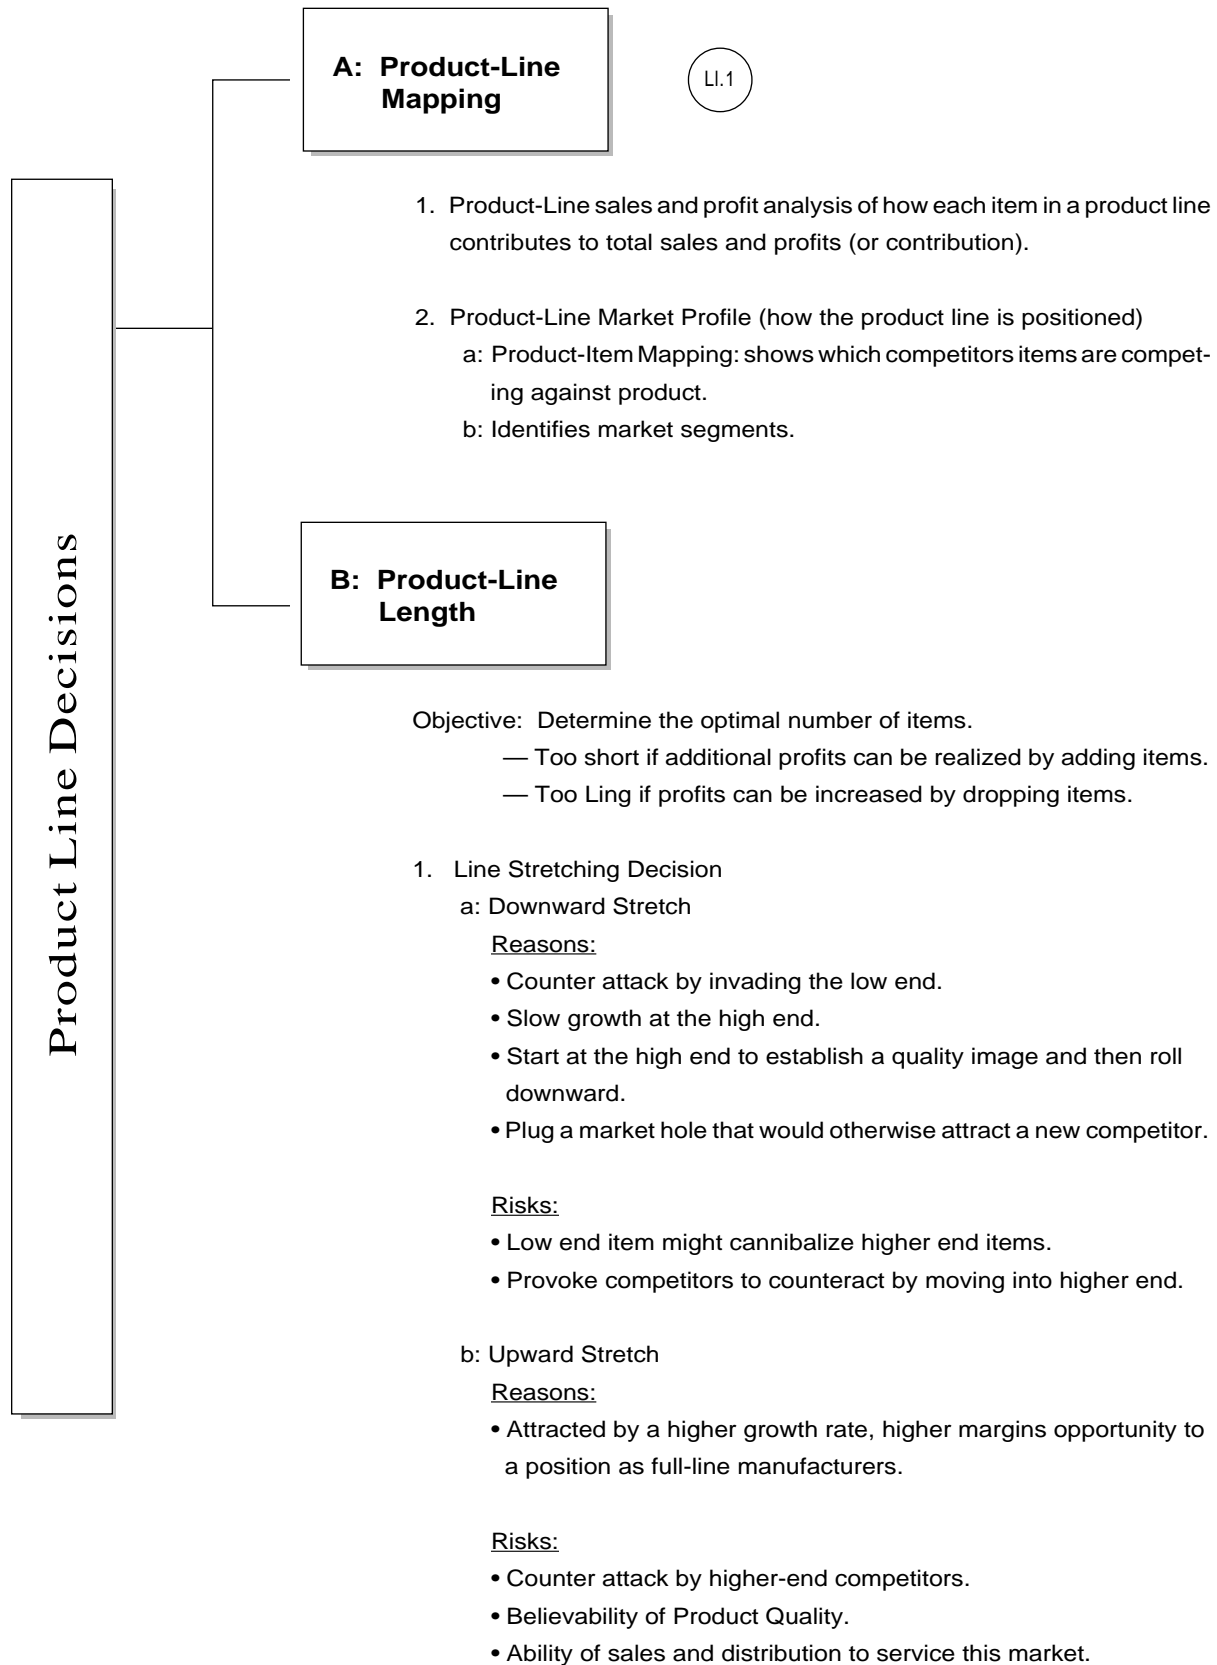 A: Product-Line
Mapping
LI.1
1. Product-Line sales and profit analysis of how each item in a product line
contributes to total sales and profits (or contribution).
2. Product-Line Market Profile (how the product line is positioned)
a: Product-Item Mapping: shows which competitors items are compet-
ing against product.
b: Identifies market segments.
Product Line Decisions
B: Product-Line
Length
Objective: Determine the optimal number of items.
— Too short if additional profits can be realized by adding items.
— Too Ling if profits can be increased by dropping items.
1. Line Stretching Decision
a: Downward Stretch
Reasons:
• Counter attack by invading the low end.
• Slow growth at the high end.
• Start at the high end to establish a quality image and then roll
downward.
• Plug a market hole that would otherwise attract a new competitor.
Risks:
• Low end item might cannibalize higher end items.
• Provoke competitors to counteract by moving into higher end.
b: Upward Stretch
Reasons:
• Attracted by a higher growth rate, higher margins opportunity to
a position as full-line manufacturers.
Risks:
• Counter attack by higher-end competitors.
• Believability of Product Quality.
• Ability of sales and distribution to service this market.